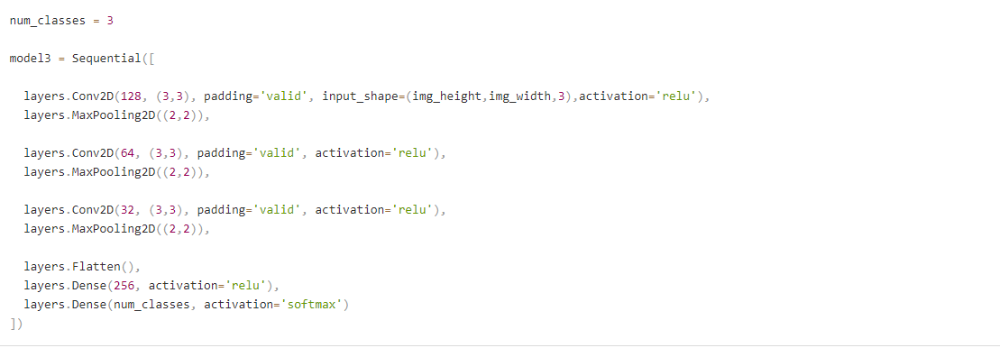 num_classes = 3
model3 = Sequential([
layers.Conv2D(128, (3,3), padding='valid', input_shape=(img_height,img_width,3),activation='relu'),
layers.MaxPooling2D((2,2)),
layers.Conv2D(64, (3,3), padding='valid', activation='relu'),
layers.MaxPooling2D((2,2)),
layers.Conv2D(32, (3,3), padding='valid', activation='relu'),
layers.MaxPooling2D((2,2)),
layers.Flatten(),
layers.Dense(256, activation='relu'),
layers.Dense(num_classes, activation='softmax')
])